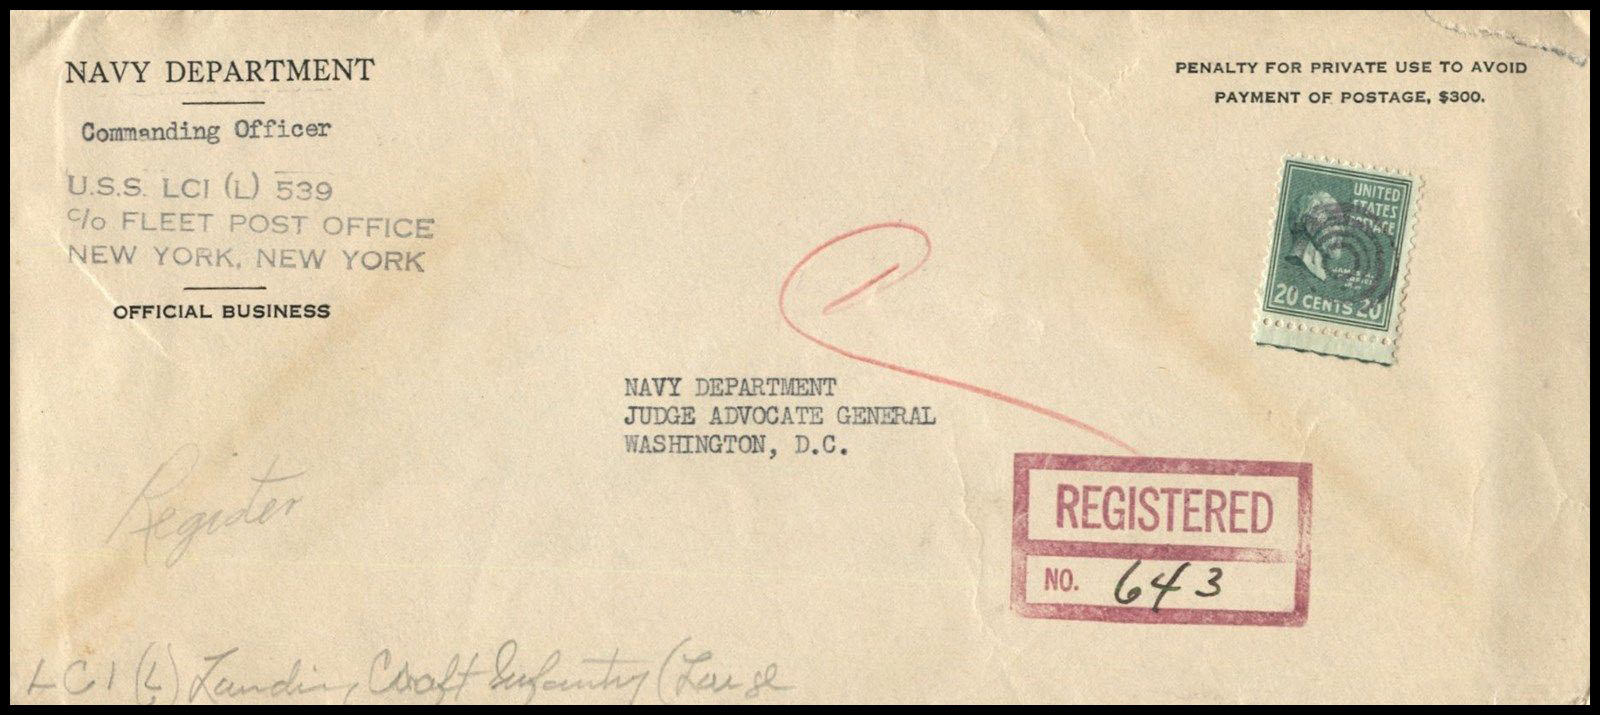 NAVY DEPARTMENT
Commanding Officer
U.S.S. LCI (L) 539
c/o FLEET POST OFFICE
NEW YORK, NEW YORK
OFFICIAL BUSINESS
PENALTY FOR PRIVATE USE TO AVOID
PAYMENT OF POSTAGE, $300.
UNITED
STATES
POSTAGE
20 CENTS 20
NAVY DEPARTMENT
JUDGE ADVOCATE GENERAL
WASHINGTON, D.C.
Register
REGISTERED
NO. 643
LCI (L) Landing Craft Infantry (Large